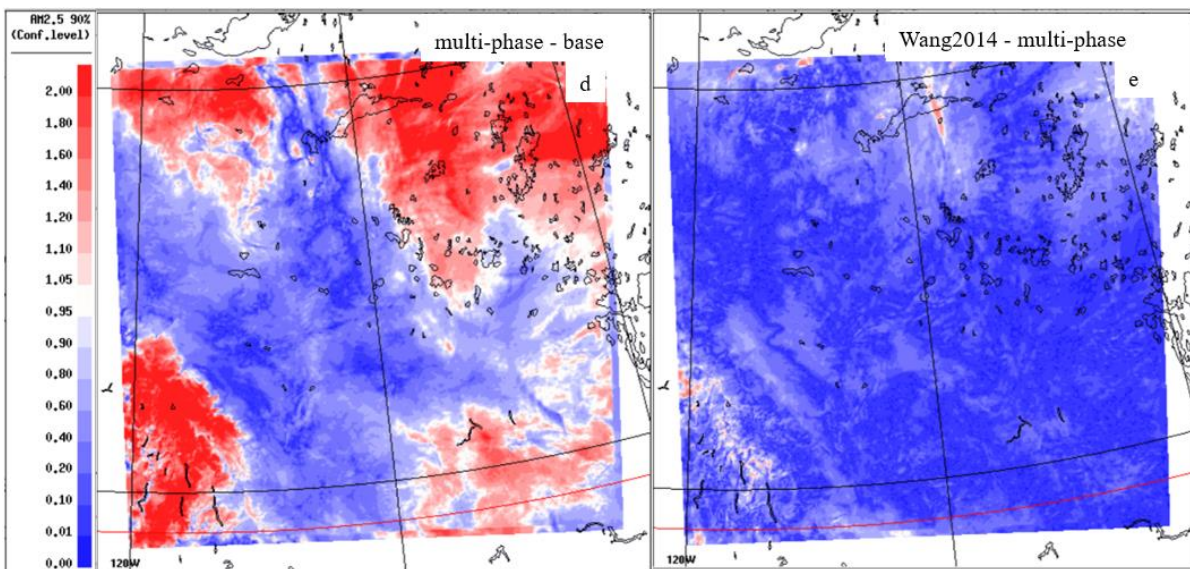 AM2.5 90%
(Conf.level)
multi-phase - base
d
Wang2014 - multi-phase
e
2.00
1.80
1.60
1.40
1.20
1.10
1.05
0.95
0.90
0.80
0.60
0.40
0.20
0.10
0.01
0.00
120W
120W